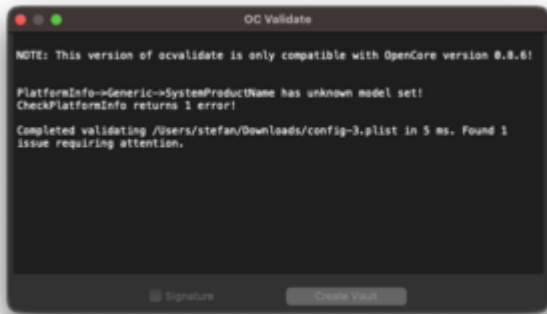 OC Validate
NOTE: This version of ocvalidate is only compatible with OpenCore version 0.8.6!
PlatformInfo->Generic->SystemProductName has unknown model set!
CheckPlatformInfo returns 1 error!
Completed validating /Users/stefan/Downloads/config-3.plist in 5 ms. Found 1
issue requiring attention.
Signature
Create Vault